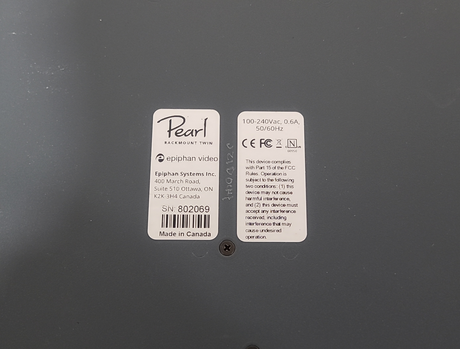 Pearl
RACKMOUNT TWIN
epiphan video
Epiphan Systems Inc.
400 March Road,
Suite 510 Ottawa, ON
K2K 3H4 Canada
SN: 802069
Made in Canada
100-240Vac, 0.6A,
50/60Hz
CE FC N
This device complies
with Part 15 of the FCC
Rules. Operation is
subject to the following
two conditions: (1) this
device may not cause
harmful interference,
and (2) this device must
accept any interference
received, including
interference that may
cause undesired
operation.